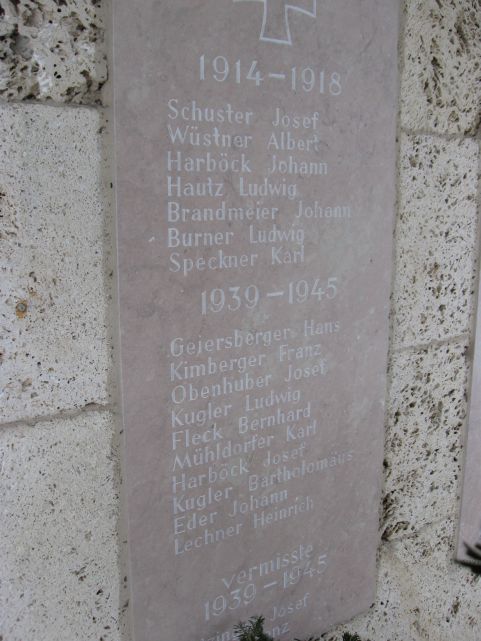 1914–1918
Schuster Josef
Wüstner Albert
Harböck Johann
Hautz Ludwig
Brandmeier Johann
Burner Ludwig
Speckner Karl
1939–1945
Geiersberger Hans
Kimberger Franz
Obenhuber Josef
Kugler Ludwig
Fleck Bernhard
Mühldorfer Karl
Harböck Josef
Kugler Bartholomäus
Eder Johann
Lechner Heinrich
vermisste
1939–1945
Josef